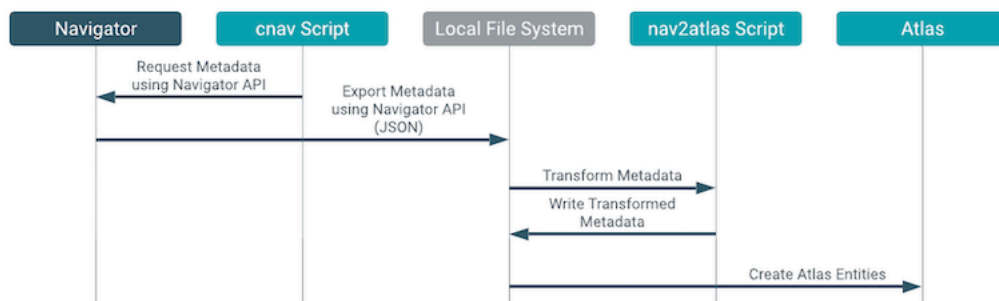 Navigator
cnav Script
Local File System
nav2atlas Script
Atlas
Request Metadata
using Navigator API
Export Metadata
using Navigator API
(JSON)
Transform Metadata
Write Transformed
Metadata
Create Atlas Entities